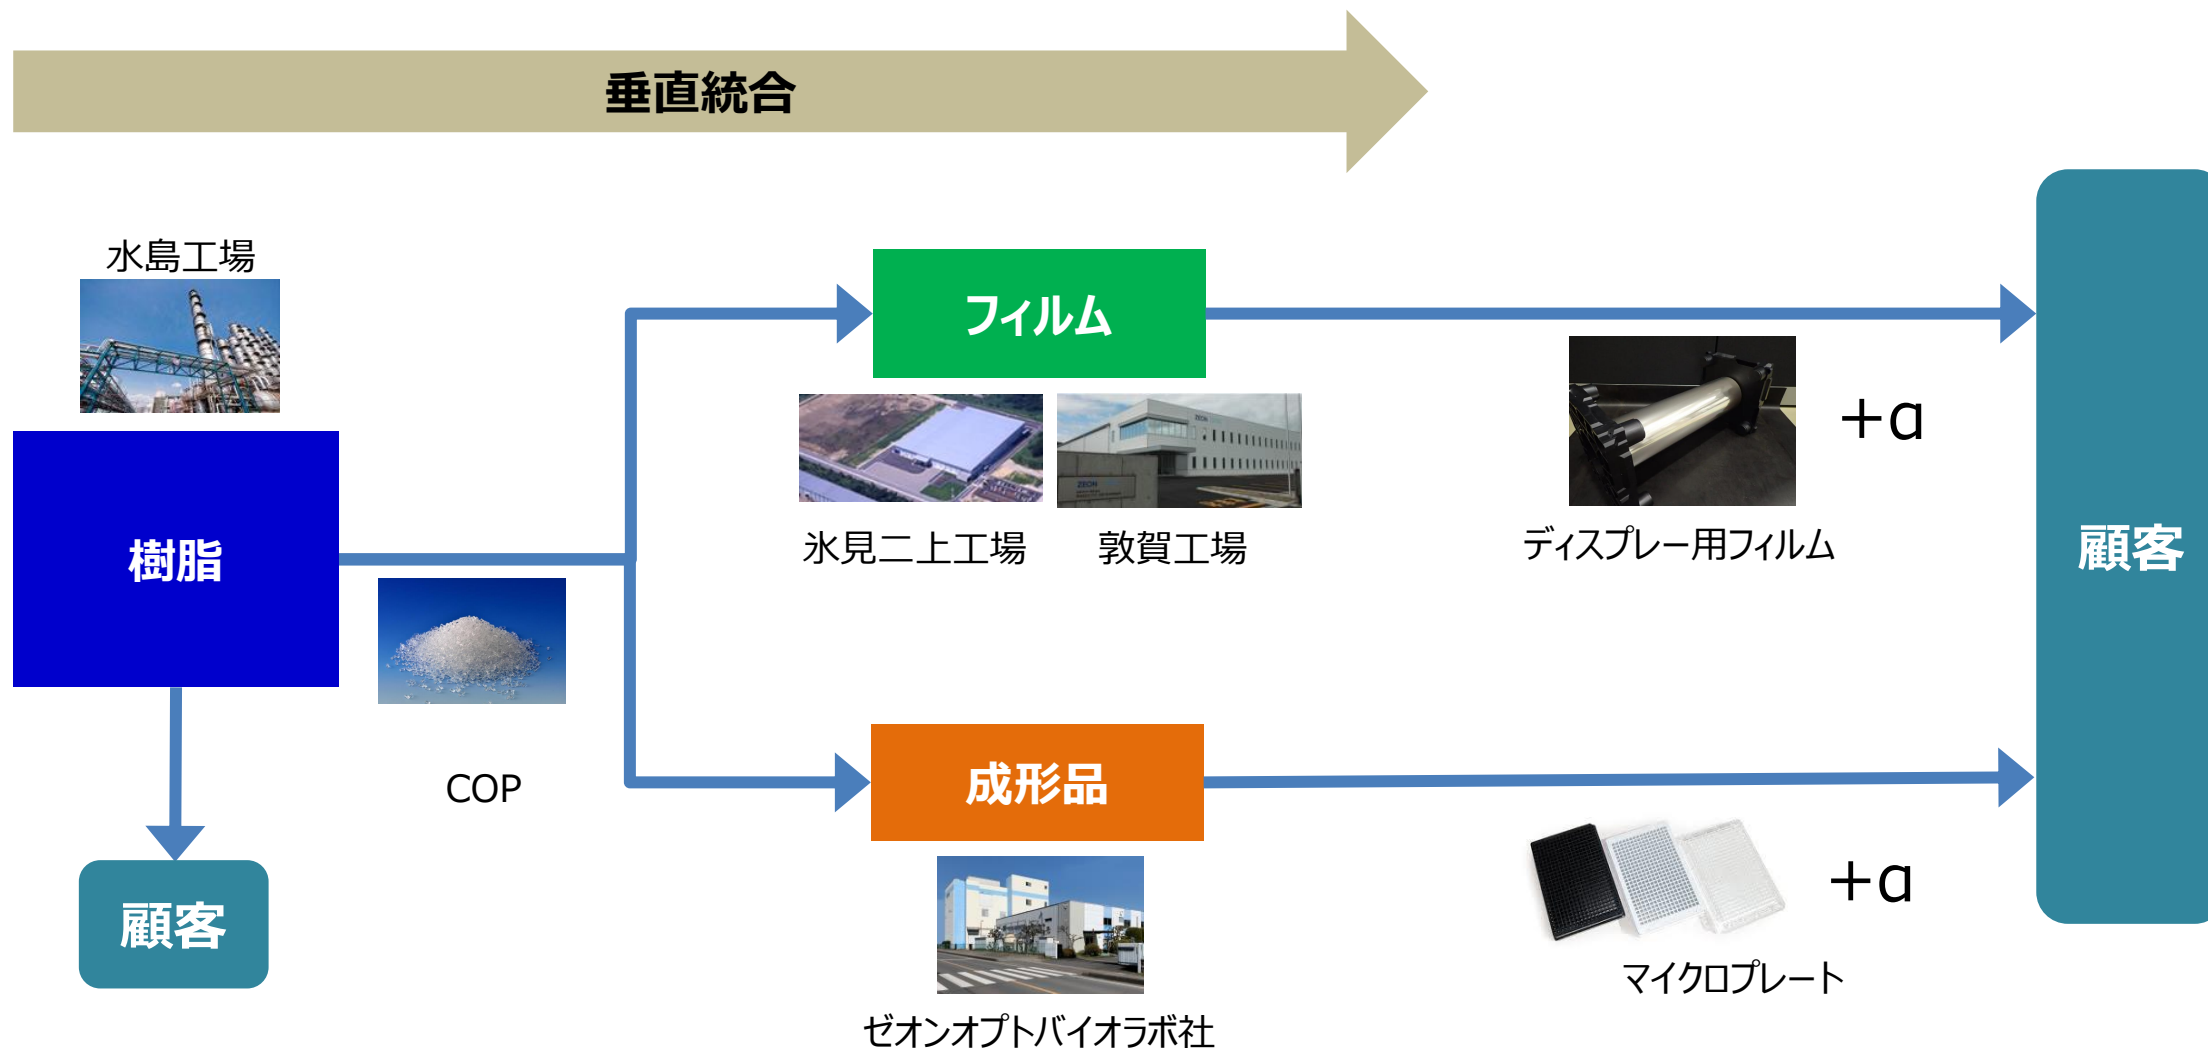 垂直統合
水島工場
樹脂
COP
顧客
フィルム
ZEON
ZEON
氷見二上工場
敦賀工場
ディスプレー用フィルム
+α
成形品
ゼオンオプトバイオラボ社
マイクロプレート
+α
顧客